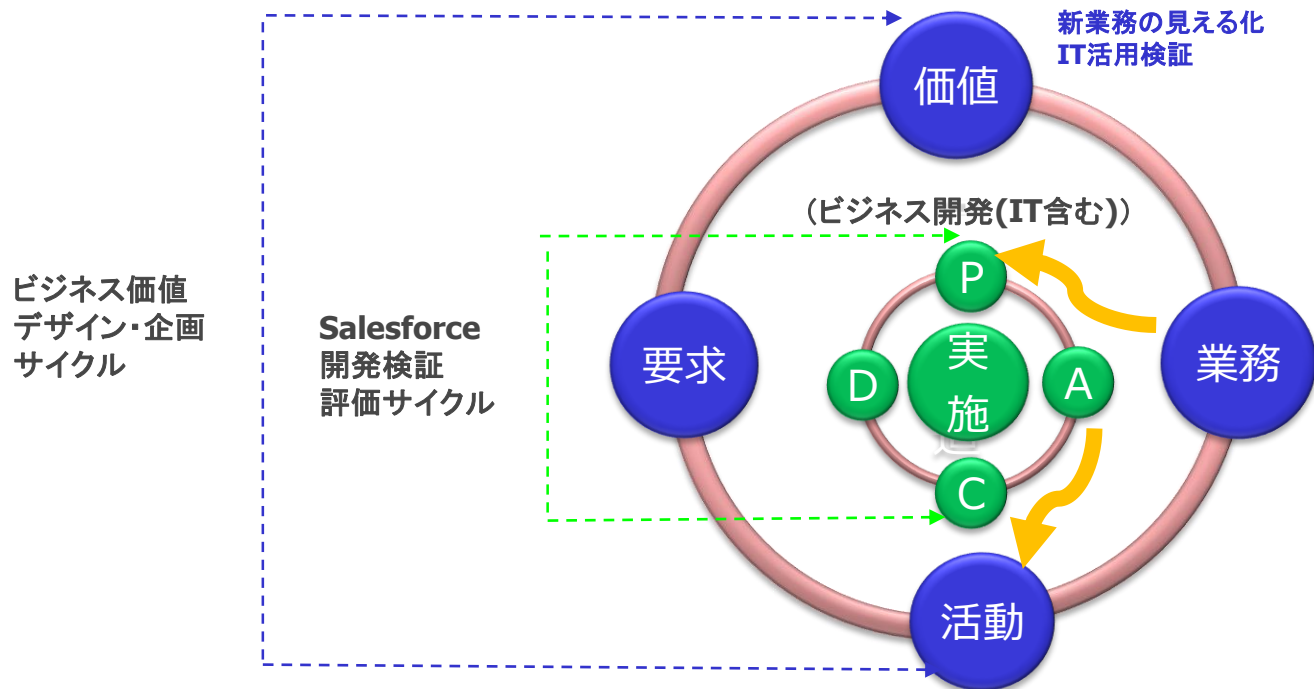 新業務の見える化
IT活用検証
価値
（ビジネス開発(IT含む)）
ビジネス価値
デザイン・企画
サイクル
Salesforce
開発検証
評価サイクル
要求
P
D
実
施
A
C
業務
活動